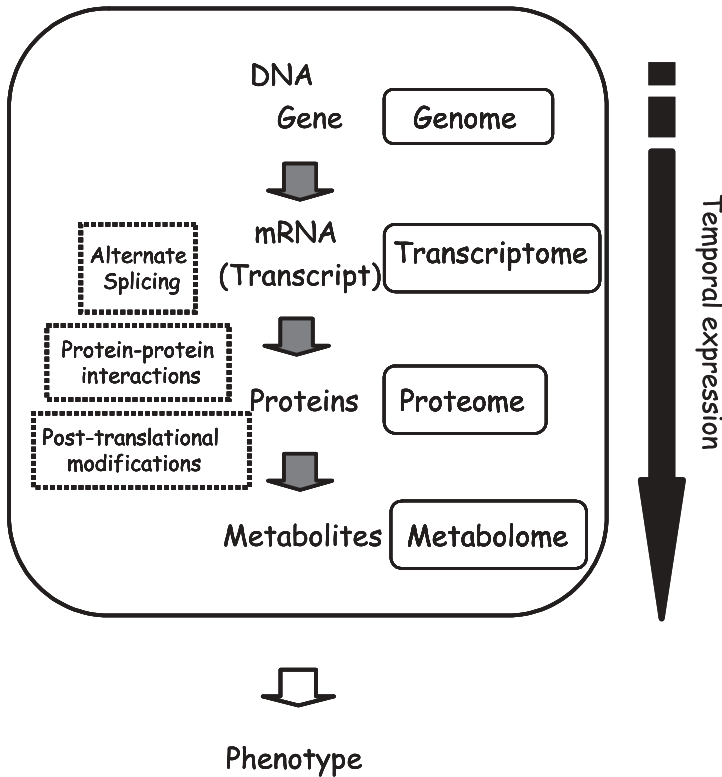 DNA
Gene
Genome
mRNA
(Transcript)
Transcriptome
Alternate
Splicing
Protein-protein
interactions
Proteins
Proteome
Post-translational
modifications
Metabolites
Metabolome
Phenotype
Temporal expression